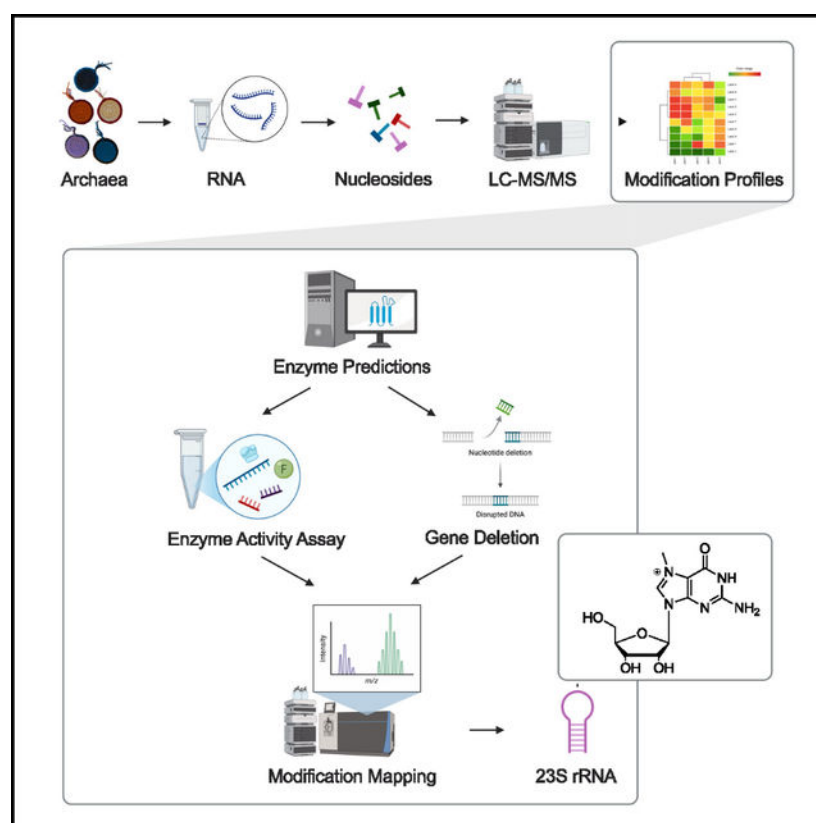 Archaea
RNA
Nucleosides
LC-MS/MS
Modification Profiles
Enzyme Predictions
F
Nucleotide deletion
Disrupted DNA
Enzyme Activity Assay
Gene Deletion
intensity
m/z
O
N
NH
N
N
NH₂
HO
O
OH
OH
Modification Mapping
23S rRNA